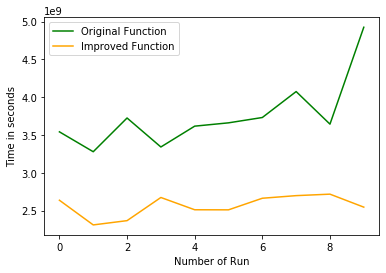 1e9
5.0
4.5
4.0
3.5
3.0
2.5
Time in seconds
Original Function
Improved Function
0 2 4 6 8
Number of Run